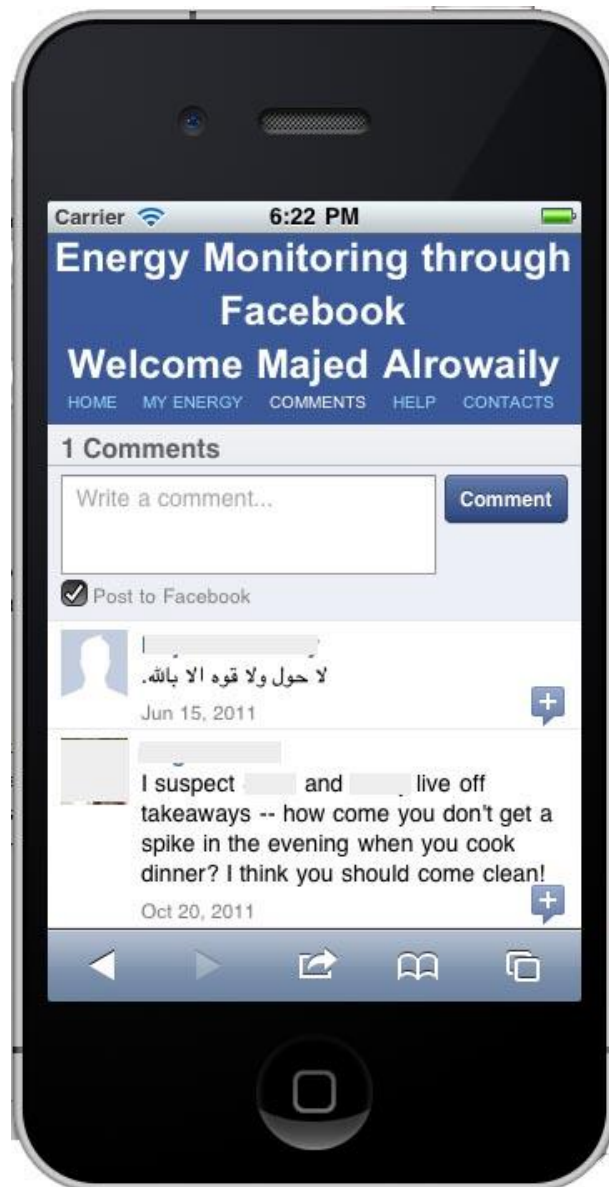 Carrier 6:22 PM
Energy Monitoring through
Facebook
Welcome Majed Alrowaily
HOME MY ENERGY COMMENTS HELP CONTACTS
1 Comments
Write a comment...
Comment
Post to Facebook
لا حول ولا قوه الا بالله.
Jun 15, 2011
I suspect and live off
takeaways -- how come you don't get a
spike in the evening when you cook
dinner? I think you should come clean!
Oct 20, 2011